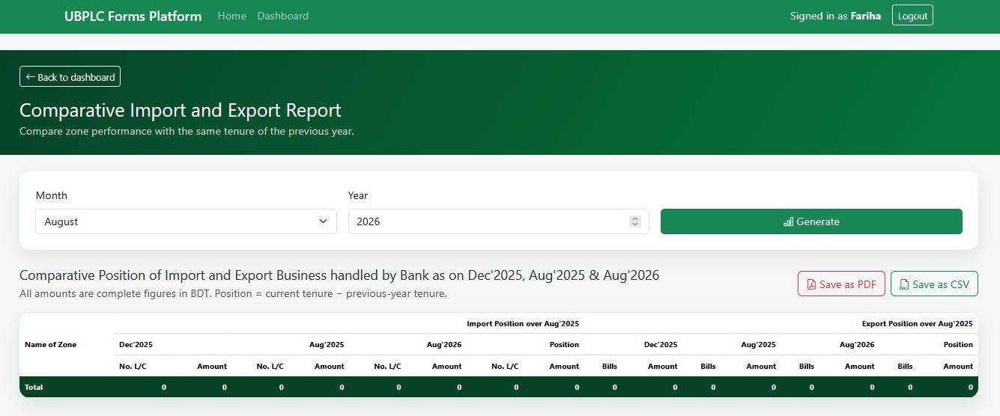 UBPLC Forms Platform Home Dashboard Signed in as Fariha Logout
← Back to dashboard
Comparative Import and Export Report
Compare zone performance with the same tenure of the previous year.
Month Year
August 2026 Generate
Comparative Position of Import and Export Business handled by Bank as on Dec'2025, Aug'2025 & Aug'2026
All amounts are complete figures in BDT. Position = current tenure − previous-year tenure.
Save as PDF Save as CSV
Import Position over Aug'2025 Export Position over Aug'2025
Name of Zone Dec'2025 Aug'2025 Aug'2026 Position Dec'2025 Aug'2025 Aug'2026 Position
No. L/C Amount No. L/C Amount No. L/C Amount No. L/C Amount Bills Amount Bills Amount Bills Amount Bills Amount
Total 0 0 0 0 0 0 0 0 0 0 0 0 0 0 0 0